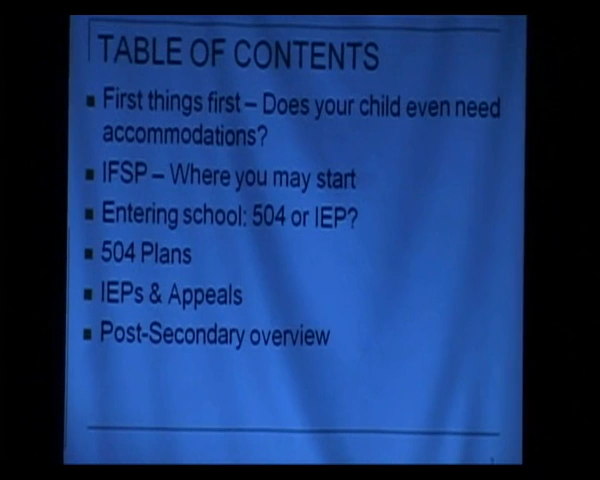 TABLE OF CONTENTS
▪ First things first – Does your child even need
accommodations?
▪ IFSP – Where you may start
▪ Entering school: 504 or IEP?
▪ 504 Plans
▪ IEPs & Appeals
▪ Post-Secondary overview